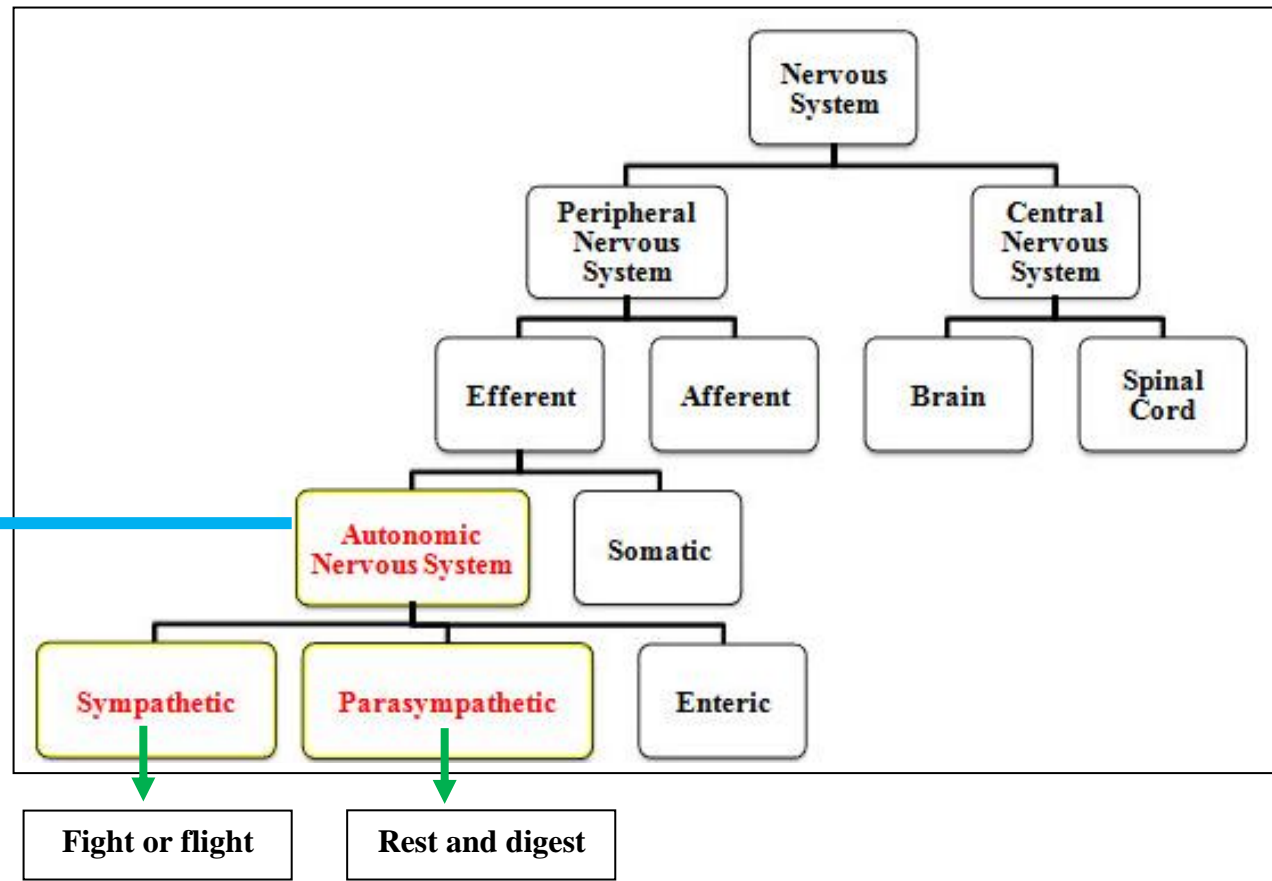 Nervous
System
Peripheral
Nervous
System
Central
Nervous
System
Efferent
Afferent
Brain
Spinal
Cord
Autonomic
Nervous System
Somatic
Sympathetic
Parasympathetic
Enteric
Fight or flight
Rest and digest